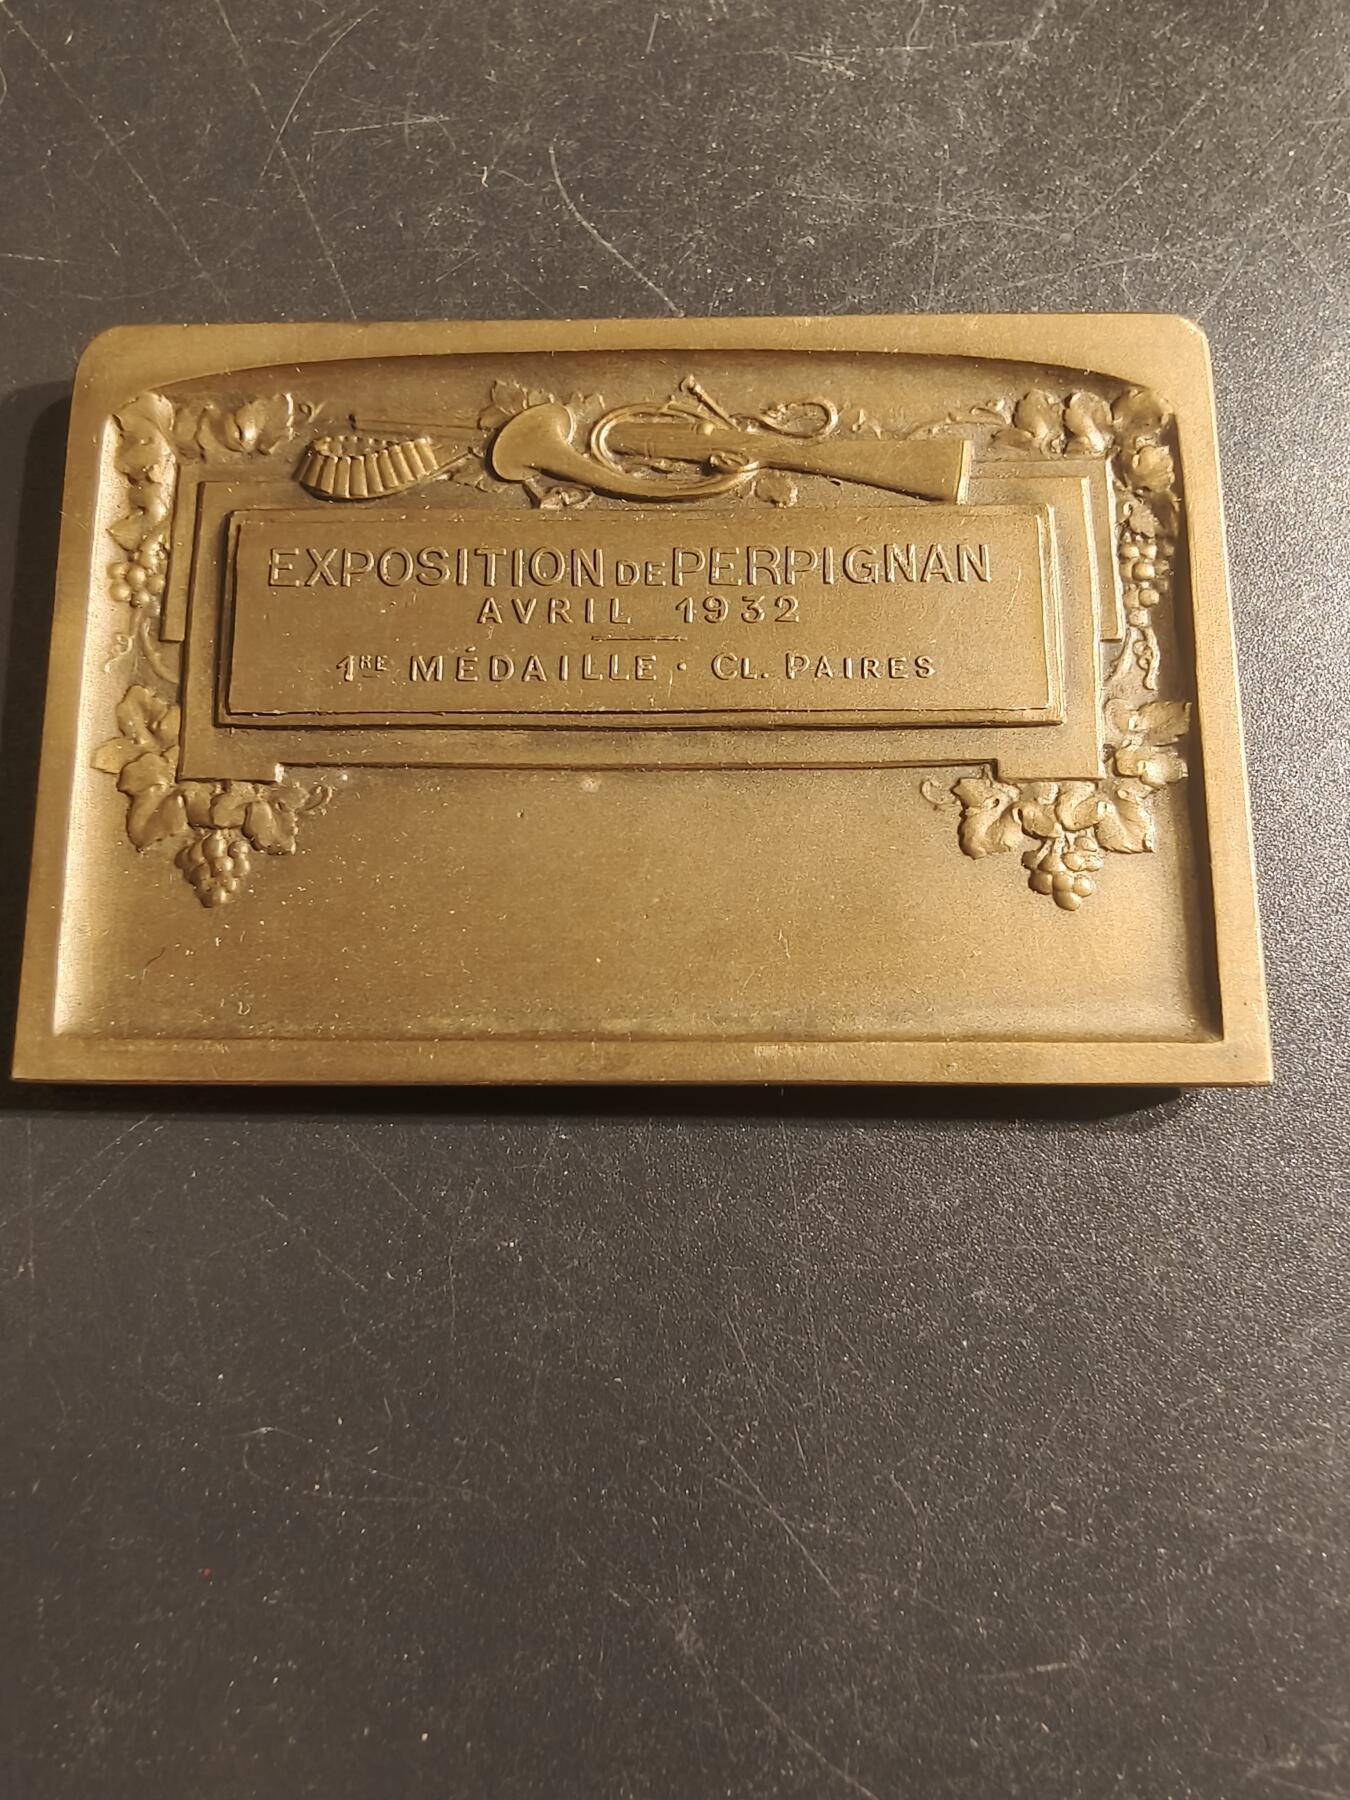 EXPOSITION DE PERPIGNAN
AVRIL 1932
1RE MÉDAILLE · CL. PAIRES